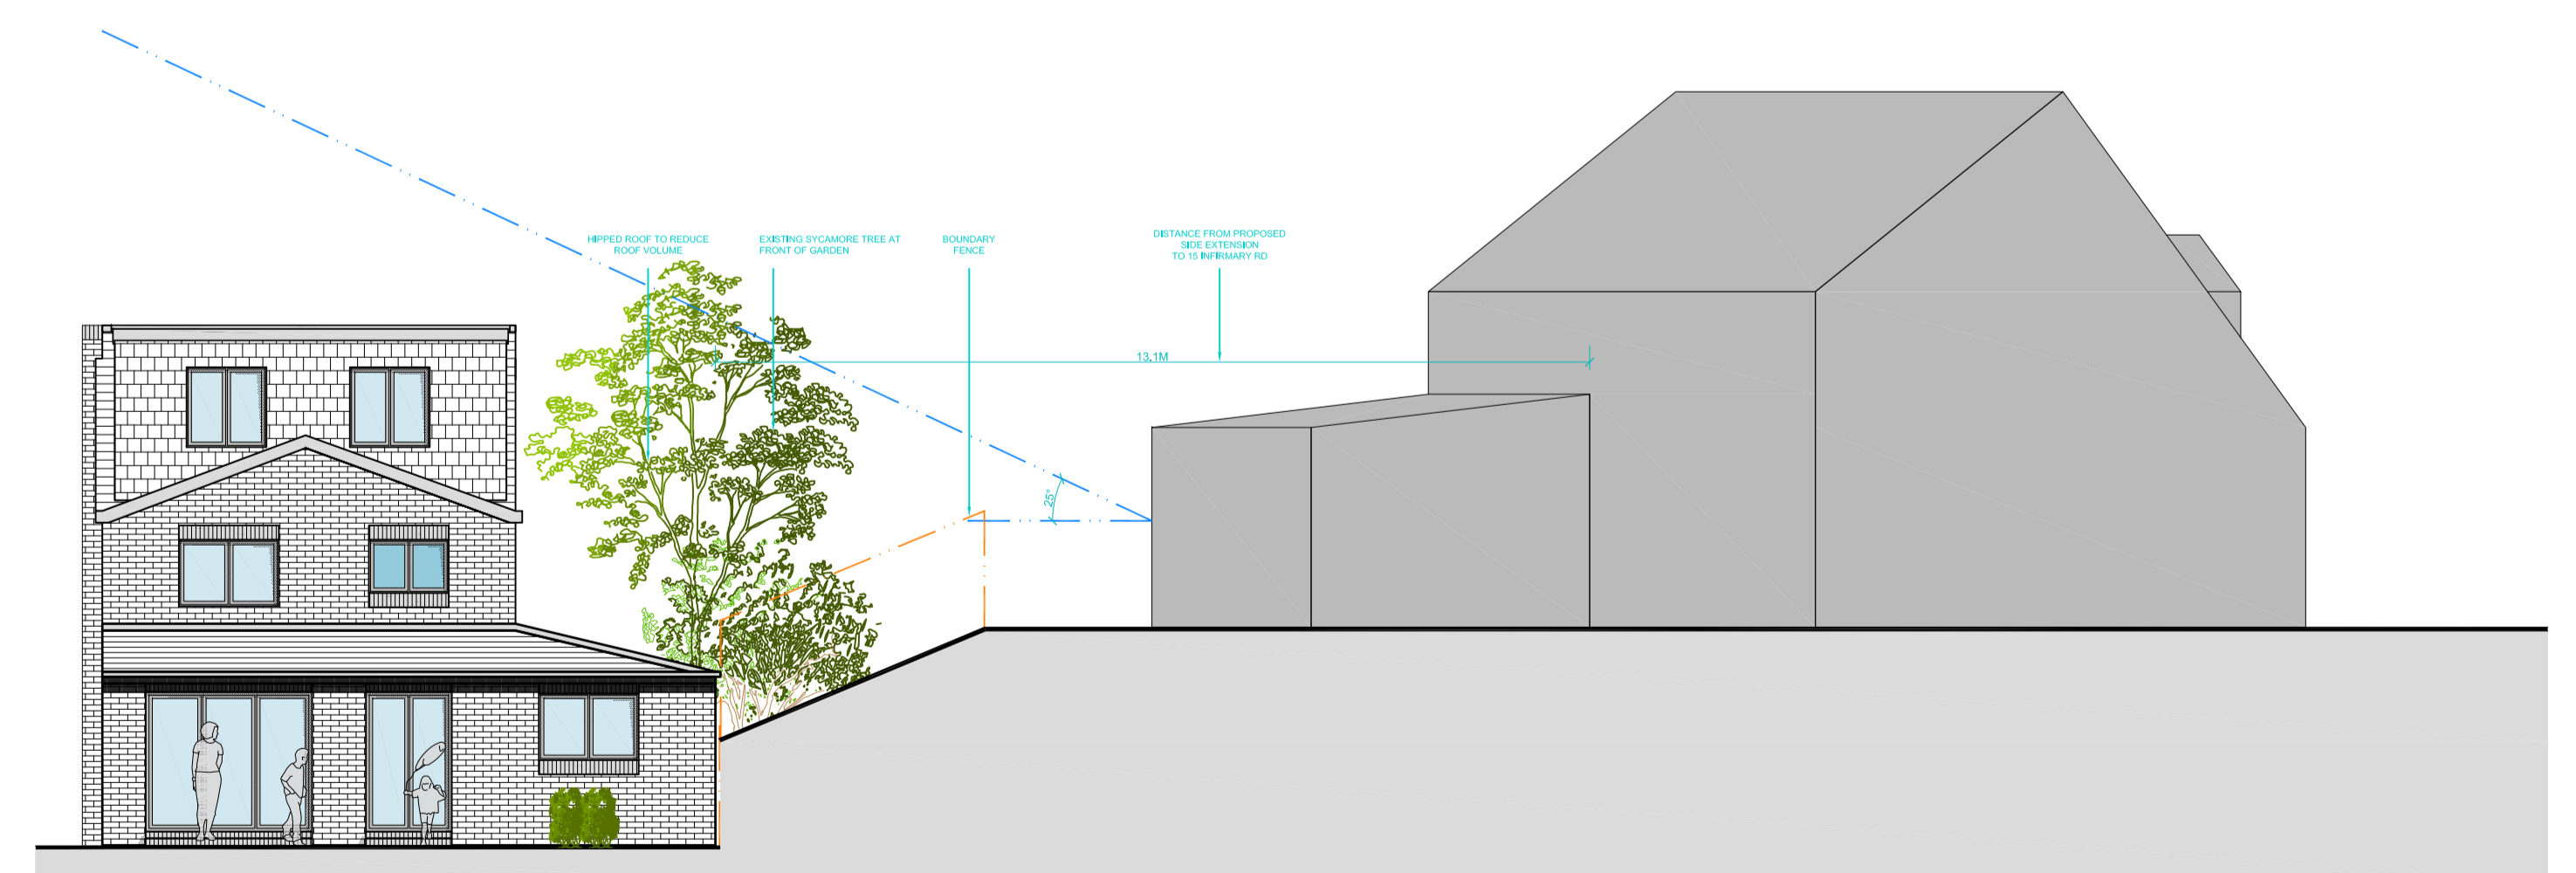 HIPPED ROOF TO REDUCE
ROOF VOLUME
EXISTING SYCAMORE TREE AT
FRONT OF GARDEN
BOUNDARY
FENCE
DISTANCE FROM PROPOSED
SIDE EXTENSION
TO 15 INFIRMARY RD
13,1M
25°